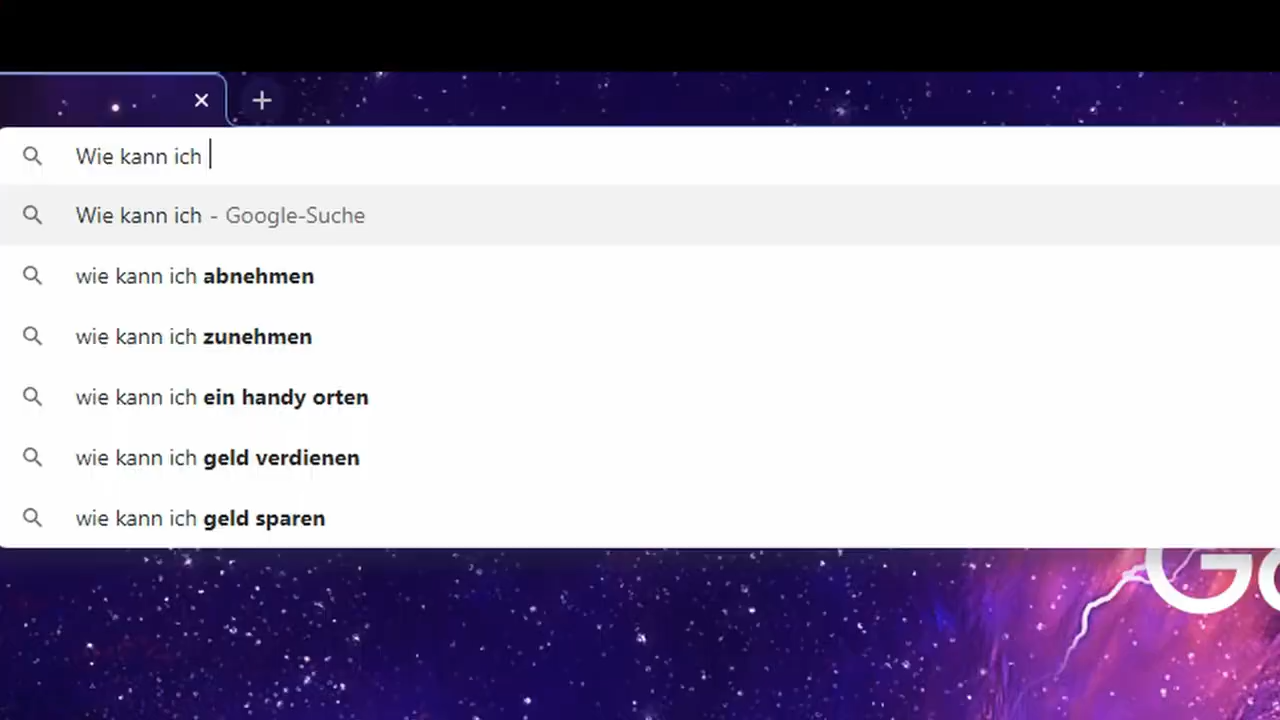 Wie kann ich
Wie kann ich - Google-Suche
wie kann ich abnehmen
wie kann ich zunehmen
wie kann ich ein handy orten
wie kann ich geld verdienen
wie kann ich geld sparen